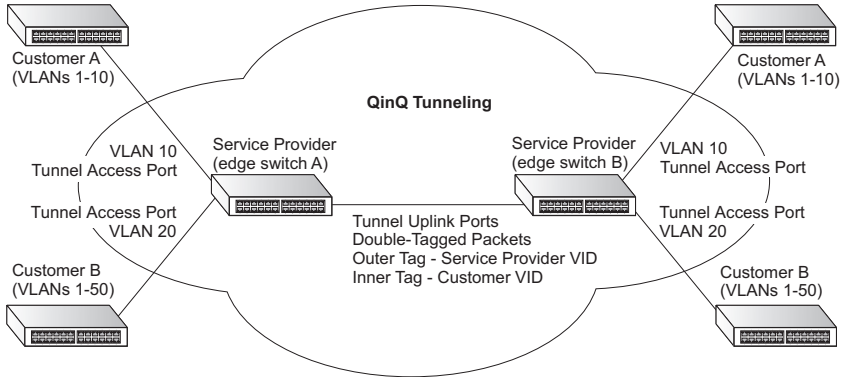 Customer A
(VLANs 1-10)
Customer A
(VLANs 1-10)
QinQ Tunneling
Service Provider
(edge switch A)
Service Provider
(edge switch B)
VLAN 10
Tunnel Access Port
VLAN 10
Tunnel Access Port
Tunnel Access Port
VLAN 20
Tunnel Uplink Ports
Double-Tagged Packets
Outer Tag - Service Provider VID
Inner Tag - Customer VID
Tunnel Access Port
VLAN 20
Customer B
(VLANs 1-50)
Customer B
(VLANs 1-50)